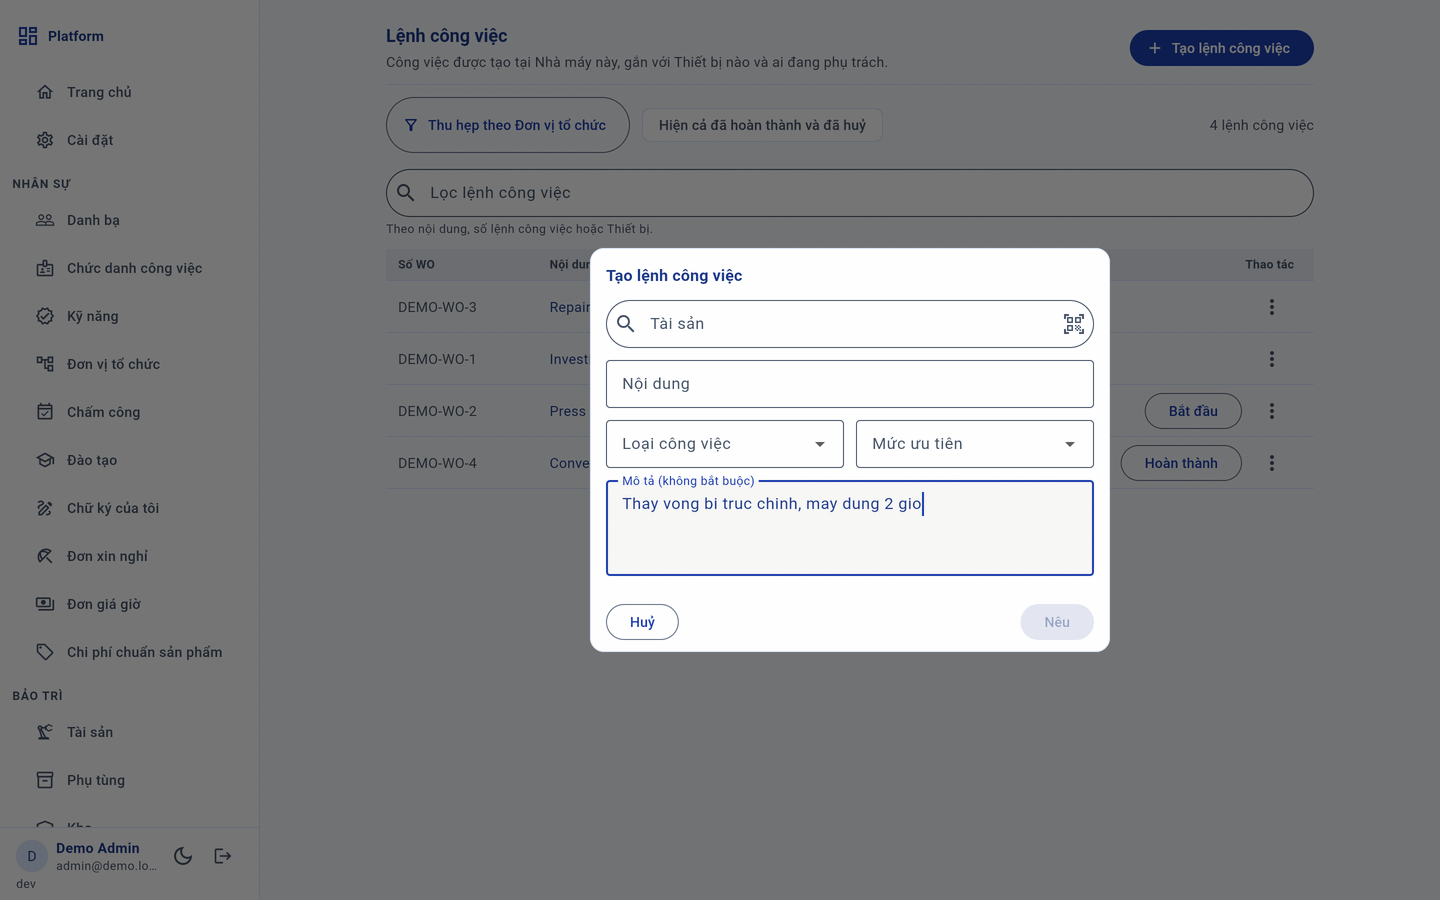 Platform
Trang chủ
Cài đặt
NHÂN SỰ
Danh bạ
Chức danh công việc
Kỹ năng
Đơn vị tổ chức
Chấm công
Đào tạo
Chữ ký của tôi
Đơn xin nghỉ
Đơn giá giờ
Chi phí chuẩn sản phẩm
BẢO TRÌ
Tài sản
Phụ tùng
D
Demo Admin
admin@demo.lo...
dev
Lệnh công việc
Công việc được tạo tại Nhà máy này, gắn với Thiết bị nào và ai đang phụ trách.
Tạo lệnh công việc
Thu hẹp theo Đơn vị tổ chức
Hiện cả đã hoàn thành và đã huỷ
4 lệnh công việc
Lọc lệnh công việc
Theo nội dung, số lệnh công việc hoặc Thiết bị.
Số WO
Nội dun
Thao tác
DEMO-WO-3
Repair
DEMO-WO-1
Invest
DEMO-WO-2
Press
Bắt đầu
DEMO-WO-4
Conve
Hoàn thành
Tạo lệnh công việc
Tài sản
Nội dung
Loại công việc
Mức ưu tiên
Mô tả (không bắt buộc)
Thay vong bi truc chinh, may dung 2 gio
Huỷ
Nêu